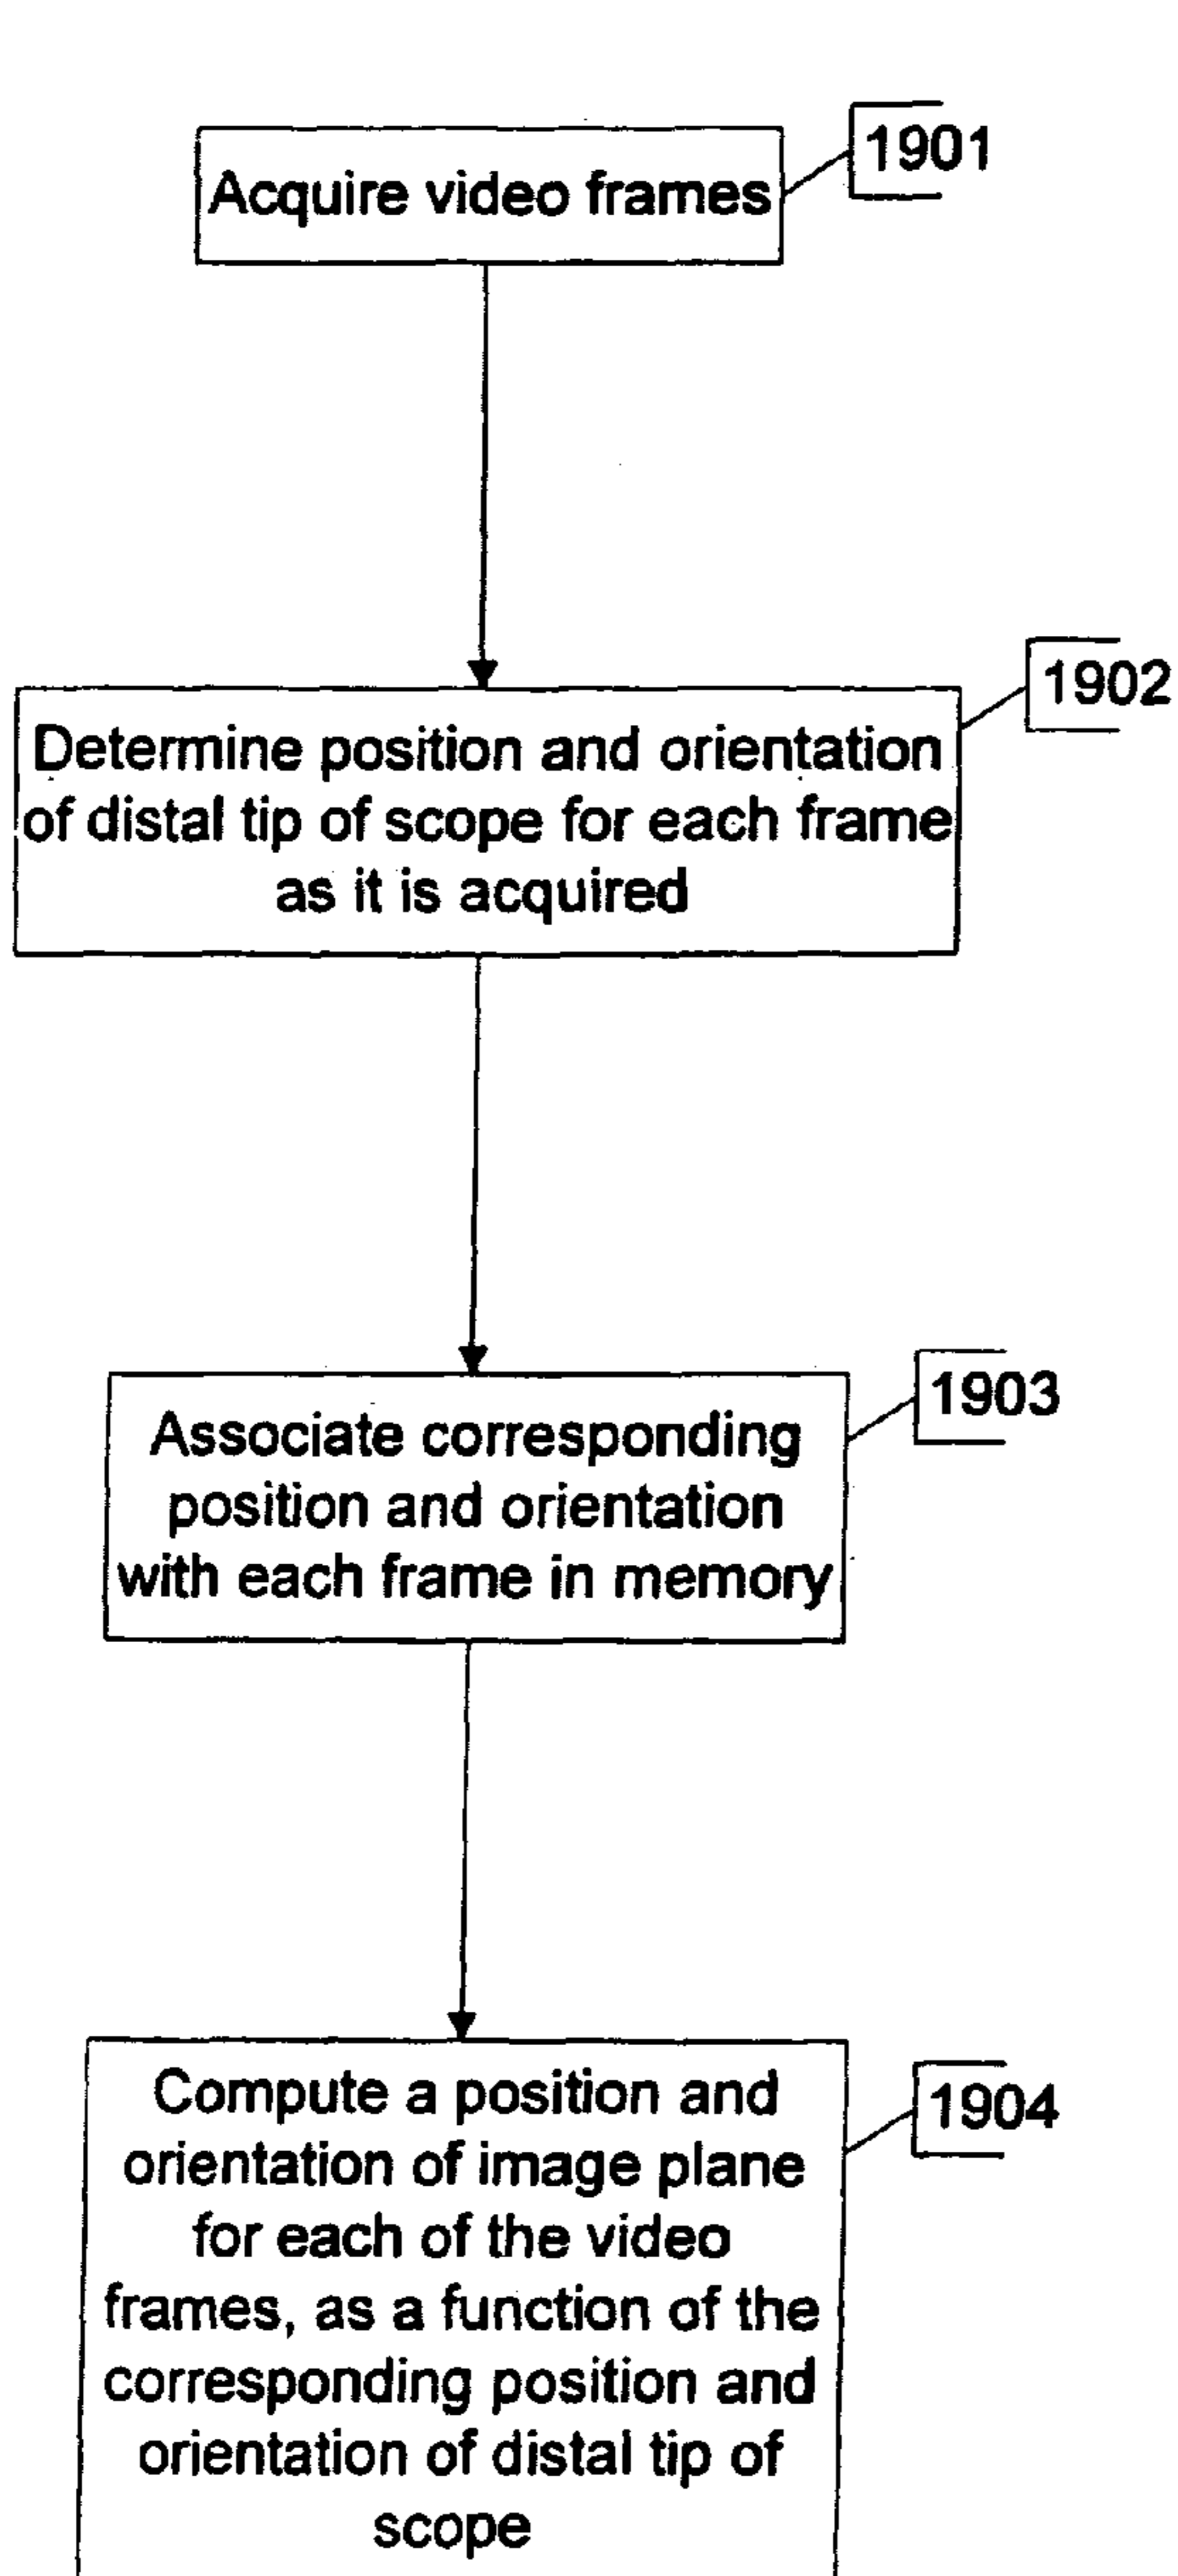 1901
Acquire video frames
1902
Determine position and orientation
of distal tip of scope for each frame
as it is acquired
1903
Associate corresponding
position and orientation
with each frame in memory
1904
Compute a position and
orientation of image plane
for each of the video
frames, as a function of the
corresponding position and
orientation of distal tip of
scope